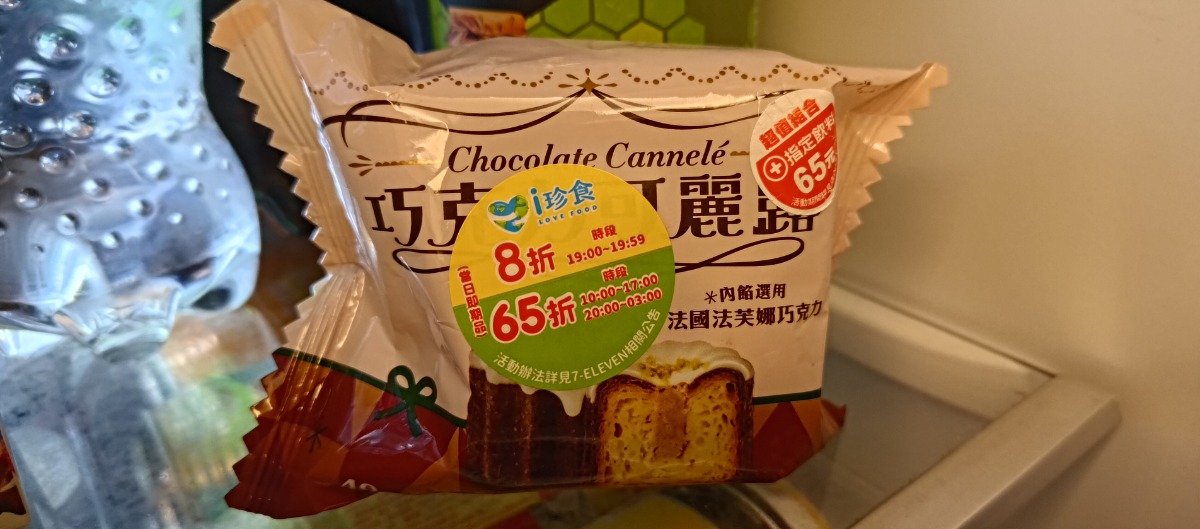 Chocolate Cannelé
巧克 可麗露
i珍食
LOVE FOOD
時段
8折 19:00~19:59
(當日即期品)
時段
65折 10:00~17:00
20:00~03:00
活動辦法詳見7-ELEVEN相關公告
超值組合
+指定飲料
65元
*內餡選用
法國法芙娜巧克力